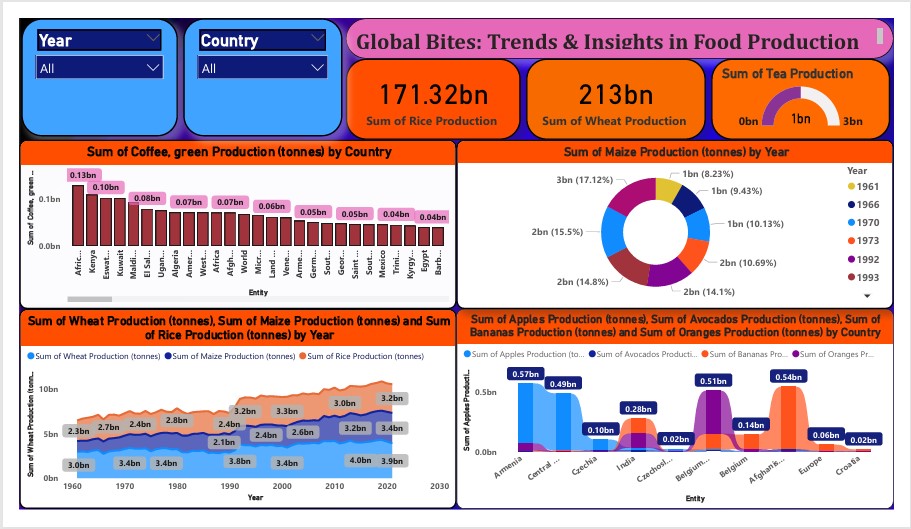 Year
All
Country
All
Global Bites: Trends & Insights in Food Production
171.32bn
Sum of Rice Production
213bn
Sum of Wheat Production
Sum of Tea Production
0bn
1bn
3bn
Sum of Coffee, green Production (tonnes) by Country
Sum of Coffee, green ...
0.1bn
0.0bn
0.13bn
0.10bn
0.08bn
0.07bn
0.07bn
0.06bn
0.05bn
0.05bn
0.04bn
0.04bn
Afric...
Kenya
Eswat...
Kuwait
Maldi...
El Sal...
Ugan...
Algeria
Amer...
West...
Africa
Afgh...
World
Micr...
Land ...
Vene...
Arme...
Germ...
Sout...
Geor...
Saint ...
Sout...
Mexico
Trini...
Kyrg...
Egypt
Barb...
Entity
Sum of Maize Production (tonnes) by Year
1bn (8.23%)
1bn (9.43%)
1bn (10.13%)
2bn (10.69%)
2bn (14.1%)
2bn (14.8%)
2bn (15.5%)
3bn (17.12%)
Year
1961
1966
1970
1973
1992
1993
Sum of Wheat Production (tonnes), Sum of Maize Production (tonnes) and Sum
of Rice Production (tonnes) by Year
Sum of Wheat Production (tonnes)
Sum of Maize Production (tonnes)
Sum of Rice Production (tonnes)
Sum of Wheat Production (tonn...
10bn
5bn
0bn
2.3bn
2.7bn
2.4bn
2.8bn
2.4bn
3.2bn
3.3bn
3.0bn
3.2bn
2.1bn
2.4bn
2.6bn
3.2bn
3.4bn
3.0bn
3.4bn
3.4bn
3.8bn
3.4bn
4.0bn
3.9bn
1960
1970
1980
1990
2000
2010
2020
2030
Year
Sum of Apples Production (tonnes), Sum of Avocados Production (tonnes), Sum of
Bananas Production (tonnes) and Sum of Oranges Production (tonnes) by Country
Sum of Apples Production (to...
Sum of Avocados Producti...
Sum of Bananas Pro...
Sum of Oranges Pr...
Sum of Apples Producti...
0.5bn
0.0bn
0.57bn
0.49bn
0.10bn
0.28bn
0.02bn
0.51bn
0.14bn
0.54bn
0.06bn
0.02bn
Armenia
Central ...
Czechia
India
Czechosl...
Belgium...
Belgium
Afghanis...
Europe
Croatia
Entity